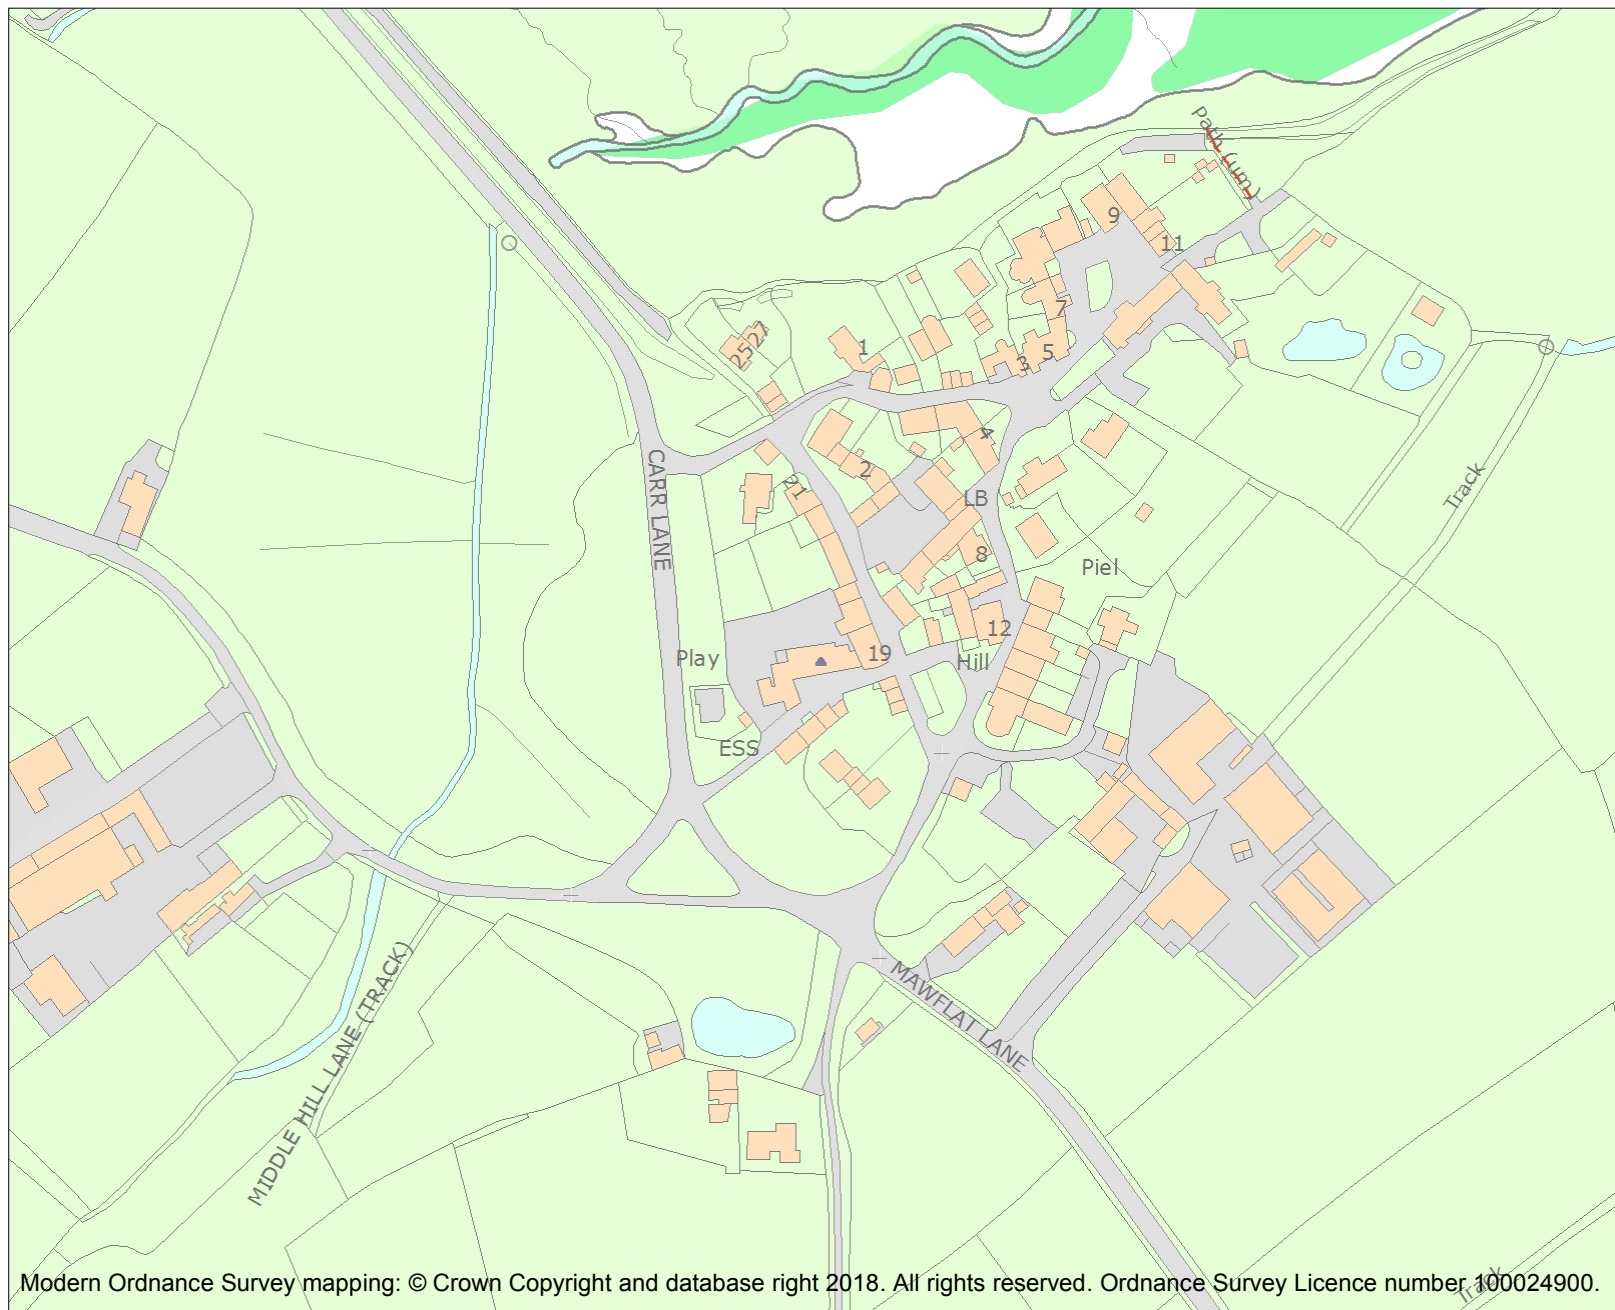 Path (um)
9
11
7
27
25
1
5
3
4
2
21
LB
CARR LANE
Track
8
Piel
12
19
Play
Hill
ESS
MAWFLAT LANE
MIDDLE HILL LANE (TRACK)
Track
Modern Ordnance Survey mapping: © Crown Copyright and database right 2018. All rights reserved. Ordnance Survey Licence number 100024900.